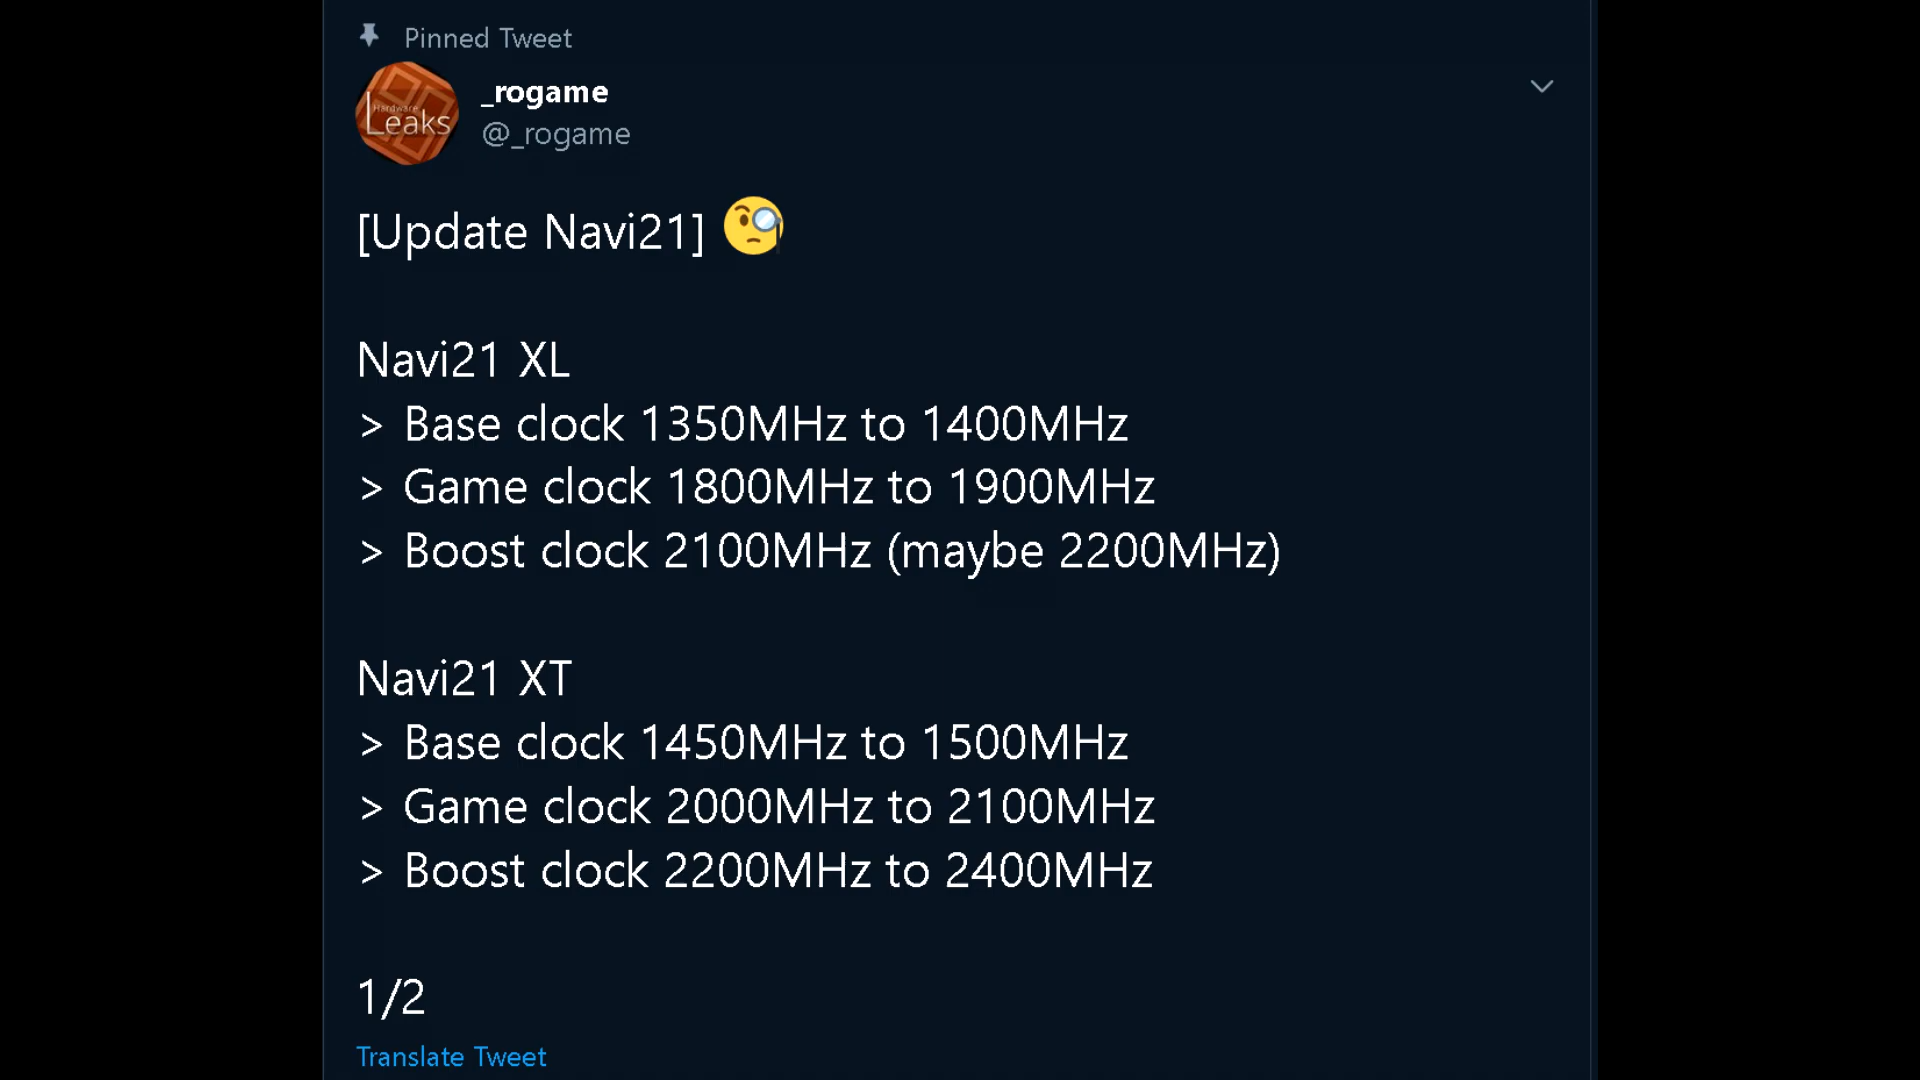 Pinned Tweet
Hardware
Leaks
_rogame
@_rogame
[Update Navi21] 🧐
Navi21 XL
> Base clock 1350MHz to 1400MHz
> Game clock 1800MHz to 1900MHz
> Boost clock 2100MHz (maybe 2200MHz)
Navi21 XT
> Base clock 1450MHz to 1500MHz
> Game clock 2000MHz to 2100MHz
> Boost clock 2200MHz to 2400MHz
1/2
Translate Tweet